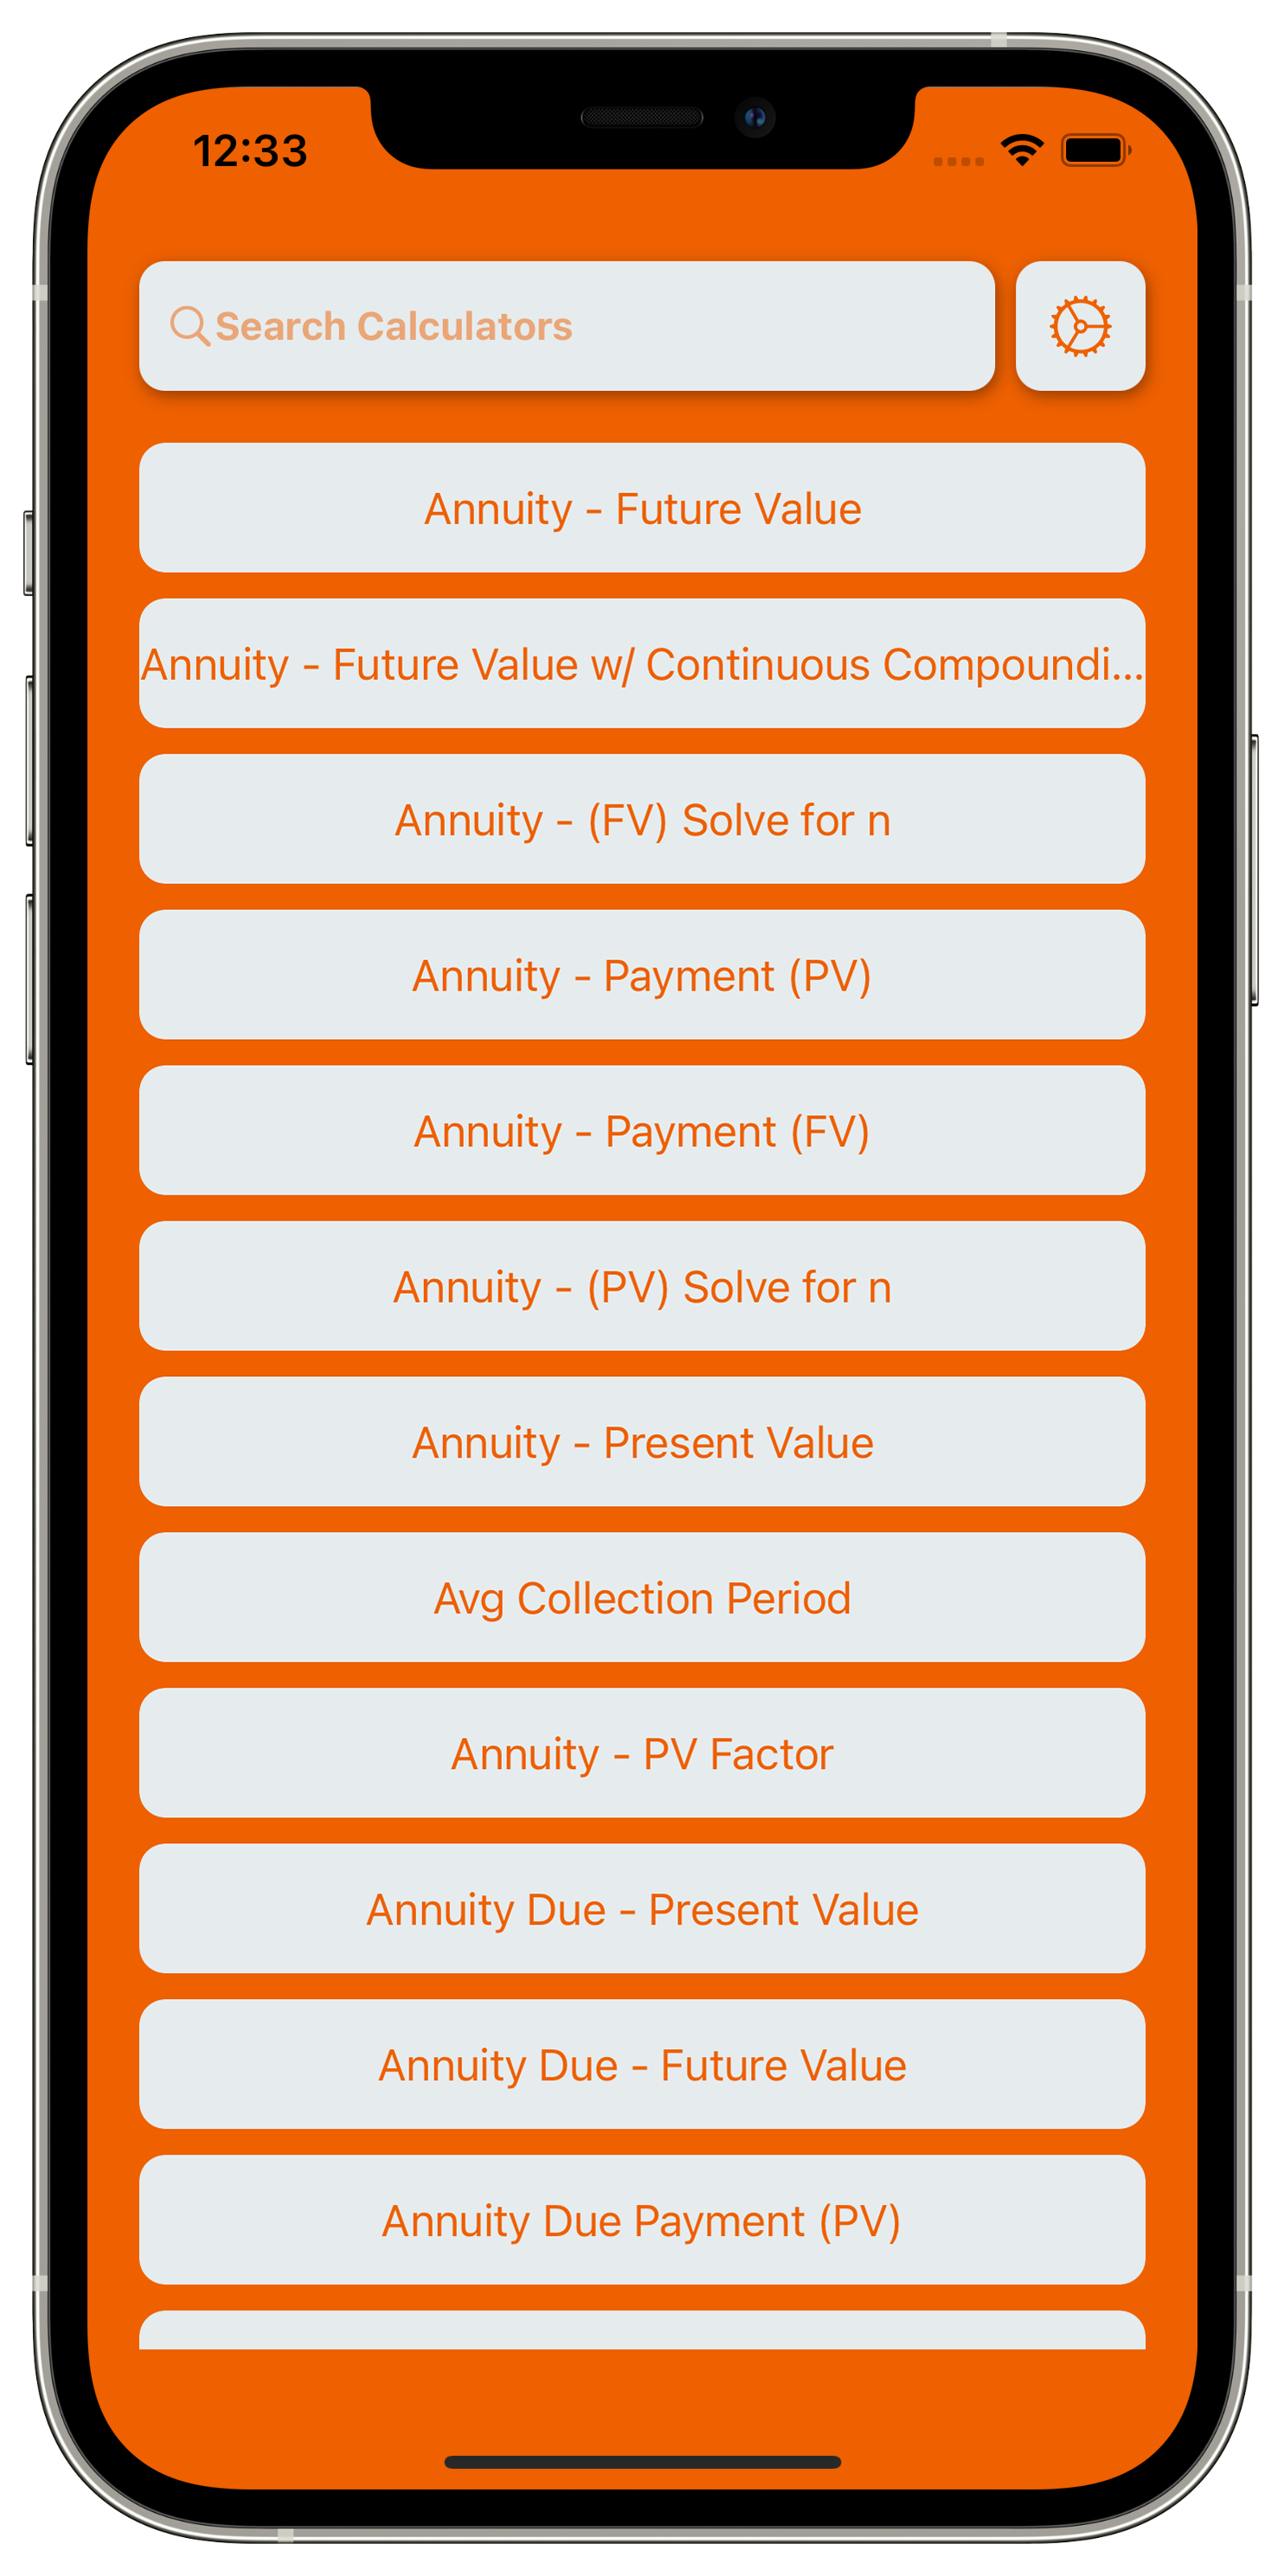 12:33
Search Calculators
Annuity - Future Value
Annuity - Future Value w/ Continuous Compoundi...
Annuity - (FV) Solve for n
Annuity - Payment (PV)
Annuity - Payment (FV)
Annuity - (PV) Solve for n
Annuity - Present Value
Avg Collection Period
Annuity - PV Factor
Annuity Due - Present Value
Annuity Due - Future Value
Annuity Due Payment (PV)